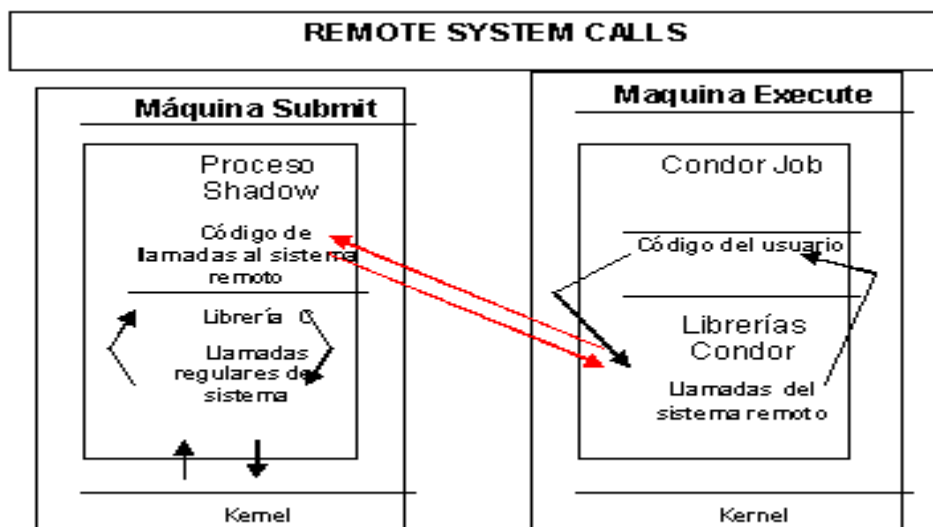 REMOTE SYSTEM CALLS
Máquina Submit
Proceso
Shadow
Código de
llamadas al sistema
remoto
Librería C
Llamadas
regulares de
sistema
Kernel
Maquina Execute
Condor Job
Código del usuario
Librerías
Condor
Llamadas del
sistema remoto
Kernel